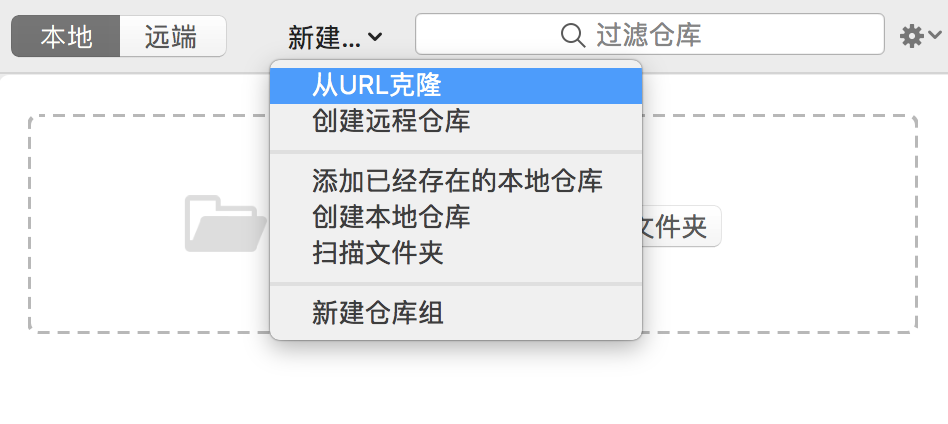 本地
远端
新建...
过滤仓库
从URL克隆
创建远程仓库
添加已经存在的本地仓库
创建本地仓库
扫描文件夹
新建仓库组
文件夹